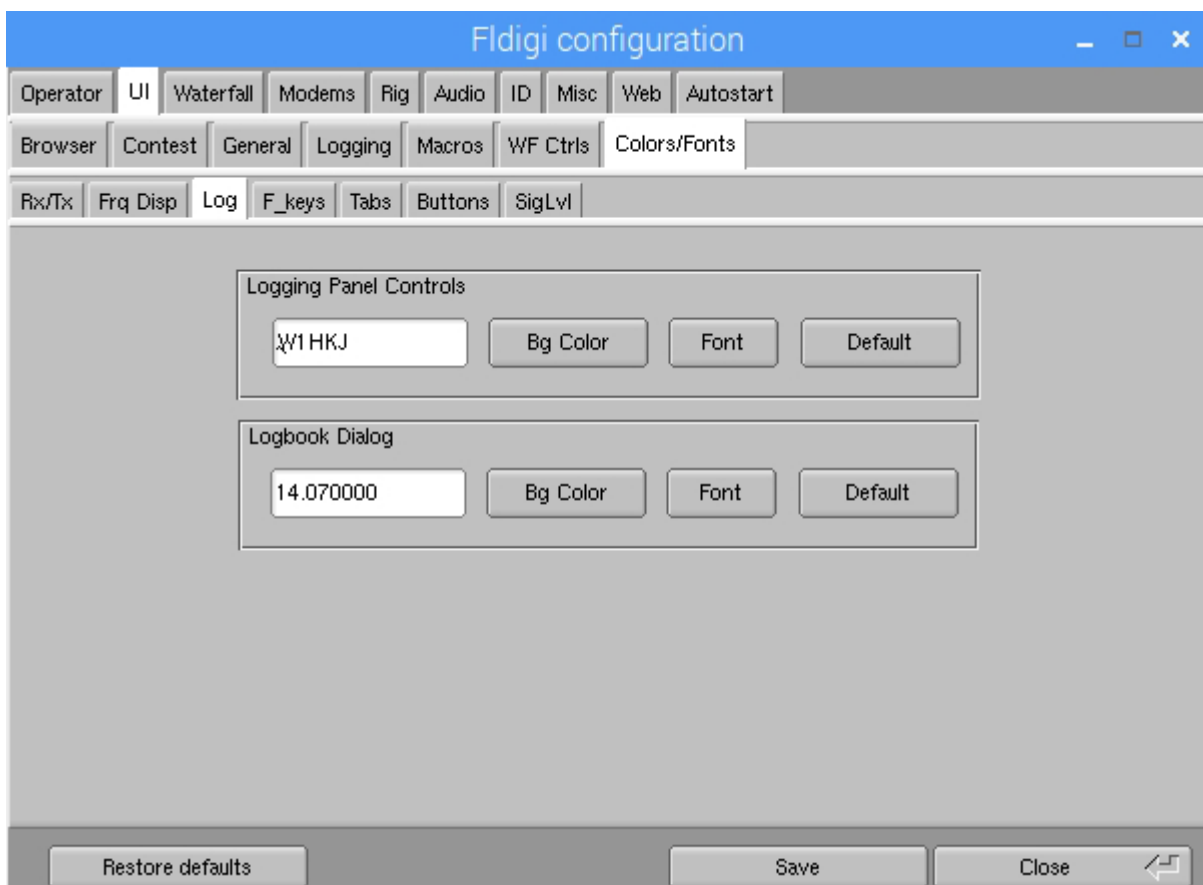 Fldigi configuration
Operator UI Waterfall Modems Rig Audio ID Misc Web Autostart
Browser Contest General Logging Macros WF Ctrls Colors/Fonts
Rx/Tx Frq Disp Log F_keys Tabs Buttons SigLvl
Logging Panel Controls
W1HKJ Bg Color Font Default
Logbook Dialog
14.070000 Bg Color Font Default
Restore defaults Save Close